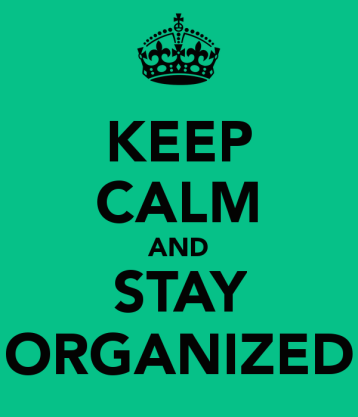 KEEP
CALM
AND
STAY
ORGANIZED